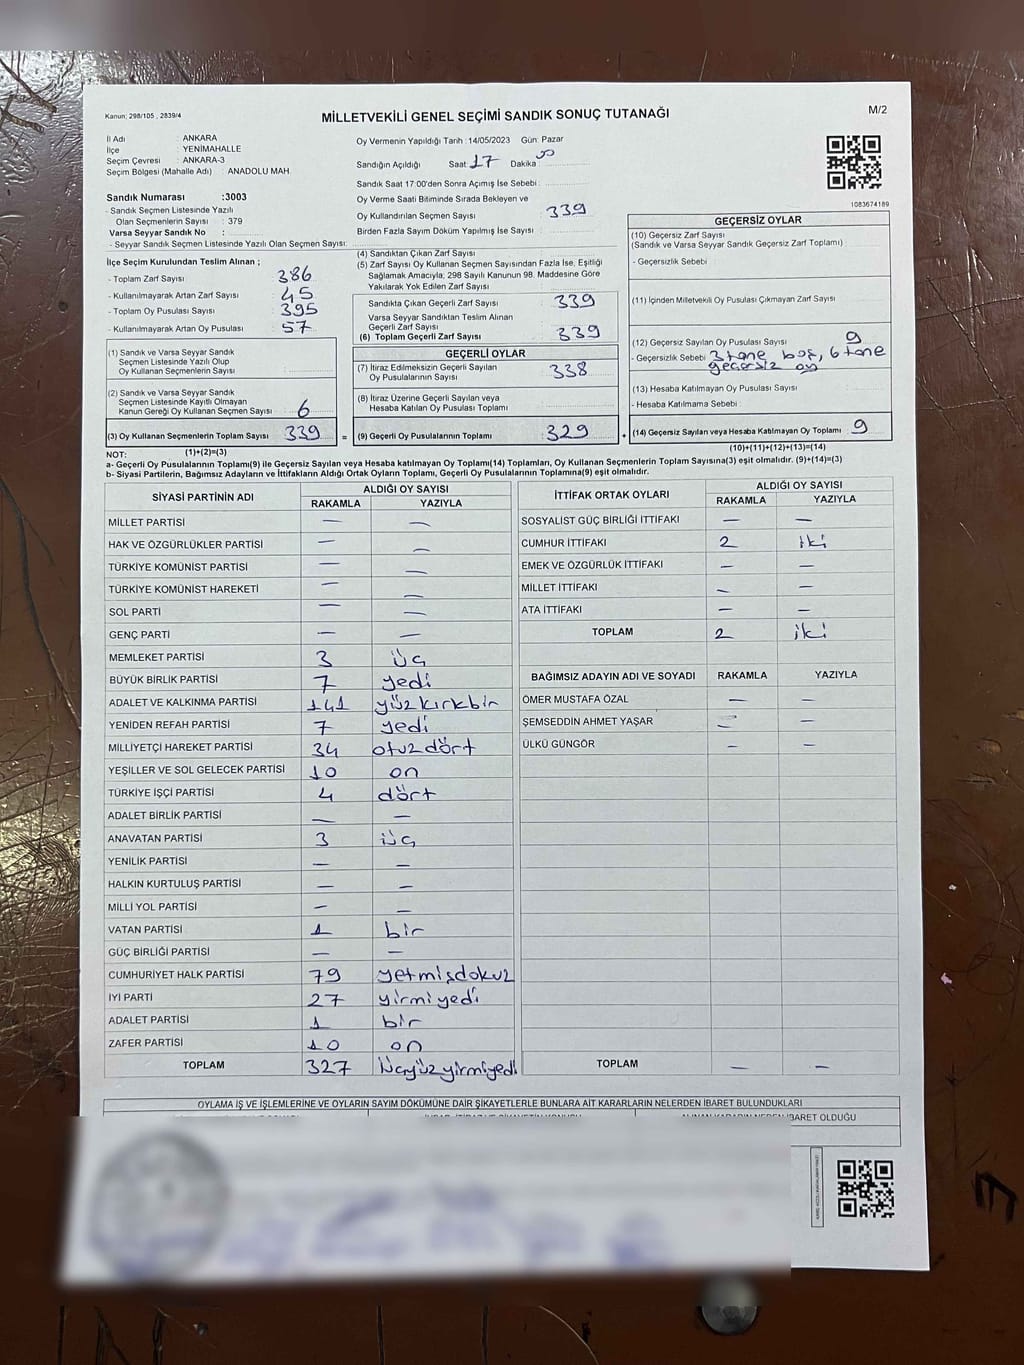 Kanun; 298/105 , 2839/4
MİLLETVEKİLİ GENEL SEÇİMİ SANDIK SONUÇ TUTANAĞI
M/2
İl Adı : ANKARA
İlçe : YENİMAHALLE
Seçim Çevresi : ANKARA-3
Seçim Bölgesi (Mahalle Adı) : ANADOLU MAH.
Sandık Numarası :3003
- Sandık Seçmen Listesinde Yazılı
Olan Seçmenlerin Sayısı : 379
Varsa Seyyar Sandık No :
- Seyyar Sandık Seçmen Listesinde Yazılı Olan Seçmen Sayısı:
Oy Vermenin Yapıldığı Tarih : 14/05/2023 Gün: Pazar
Sandığın Açıldığı Saat 17 Dakika
Sandık Saat 17:00'den Sonra Açımış İse Sebebi :
Oy Verme Saati Bitiminde Sırada Bekleyen ve
Oy Kullandırılan Seçmen Sayısı 339
Birden Fazla Sayım Döküm Yapılmış İse Sayısı :
1083674189
İlçe Seçim Kurulundan Teslim Alınan ;
- Toplam Zarf Sayısı 386
- Kullanılmayarak Artan Zarf Sayısı 45
- Toplam Oy Pusulası Sayısı 395
- Kullanılmayarak Artan Oy Pusulası 57
(1) Sandık ve Varsa Seyyar Sandık
Seçmen Listesinde Yazılı Olup
Oy Kullanan Seçmenlerin Sayısı :
(2) Sandık ve Varsa Seyyar Sandık
Seçmen Listesinde Kayıtlı Olmayan
Kanun Gereği Oy Kullanan Seçmen Sayısı : 6
(3) Oy Kullanan Seçmenlerin Toplam Sayısı 339
(4) Sandıktan Çıkan Zarf Sayısı
(5) Zarf Sayısı Oy Kullanan Seçmen Sayısından Fazla İse, Eşitliği
Sağlamak Amacıyla; 298 Sayılı Kanunun 98. Maddesine Göre
Yakılarak Yok Edilen Zarf Sayısı
Sandıkta Çıkan Geçerli Zarf Sayısı 339
Varsa Seyyar Sandıktan Teslim Alınan
Geçerli Zarf Sayısı
(6) Toplam Geçerli Zarf Sayısı 339
GEÇERLİ OYLAR
(7) İtiraz Edilmeksizin Geçerli Sayılan
Oy Pusulalarının Sayısı 338
(8) İtiraz Üzerine Geçerli Sayılan veya
Hesaba Katılan Oy Pusulası Toplamı
= (9) Geçerli Oy Pusulalarının Toplamı 329
GEÇERSİZ OYLAR
(10) Geçersiz Zarf Sayısı
(Sandık ve Varsa Seyyar Sandık Geçersiz Zarf Toplamı)
- Geçersizlik Sebebi
(11) İçinden Milletvekili Oy Pusulası Çıkmayan Zarf Sayısı
(12) Geçersiz Sayılan Oy Pusulası Sayısı 9
- Geçersizlik Sebebi 3 tane boş, 6 tane
geçersiz oy
(13) Hesaba Katılmayan Oy Pusulası Sayısı
- Hesaba Katılmama Sebebi
(14) Geçersiz Sayılan veya Hesaba Katılmayan Oy Toplamı 9
NOT: (1)+(2)=(3)
(10)+(11)+(12)+(13)=(14)
a- Geçerli Oy Pusulalarının Toplamı(9) ile Geçersiz Sayılan veya Hesaba katılmayan Oy Toplamı(14) Toplamları, Oy Kullanan Seçmenlerin Toplam Sayısına(3) eşit olmalıdır. (9)+(14)=(3)
b- Siyasi Partilerin, Bağımsız Adayların ve İttifakların Aldığı Ortak Oyların Toplamı, Geçerli Oy Pusulalarının Toplamına(9) eşit olmalıdır.
SİYASİ PARTİNİN ADI
ALDIĞI OY SAYISI
RAKAMLA YAZIYLA
MİLLET PARTİSİ — —
HAK VE ÖZGÜRLÜKLER PARTİSİ — —
TÜRKİYE KOMÜNİST PARTİSİ — —
TÜRKİYE KOMÜNİST HAREKETİ — —
SOL PARTİ — —
GENÇ PARTİ — —
MEMLEKET PARTİSİ 3 üç
BÜYÜK BİRLİK PARTİSİ 7 yedi
ADALET VE KALKINMA PARTİSİ 141 yüzkırkbir
YENİDEN REFAH PARTİSİ 7 yedi
MİLLİYETÇİ HAREKET PARTİSİ 34 otuzdört
YEŞİLLER VE SOL GELECEK PARTİSİ 10 on
TÜRKİYE İŞÇİ PARTİSİ 4 dört
ADALET BİRLİK PARTİSİ — —
ANAVATAN PARTİSİ 3 üç
YENİLİK PARTİSİ — —
HALKIN KURTULUŞ PARTİSİ — —
MİLLİ YOL PARTİSİ — —
VATAN PARTİSİ 1 bir
GÜÇ BİRLİĞİ PARTİSİ — —
CUMHURİYET HALK PARTİSİ 79 yetmişdokuz
İYİ PARTİ 27 yirmiyedi
ADALET PARTİSİ 1 bir
ZAFER PARTİSİ 10 on
TOPLAM 327 Üçyüzyirmiyedi
İTTİFAK ORTAK OYLARI
ALDIĞI OY SAYISI
RAKAMLA YAZIYLA
SOSYALİST GÜÇ BİRLİĞİ İTTİFAKI — —
CUMHUR İTTİFAKI 2 iki
EMEK VE ÖZGÜRLÜK İTTİFAKI — —
MİLLET İTTİFAKI — —
ATA İTTİFAKI — —
TOPLAM 2 iki
BAĞIMSIZ ADAYIN ADI VE SOYADI RAKAMLA YAZIYLA
ÖMER MUSTAFA ÖZAL — —
ŞEMSEDDİN AHMET YAŞAR — —
ÜLKÜ GÜNGÖR — —
TOPLAM — —
OYLAMA İŞ VE İŞLEMLERİNE VE OYLARIN SAYIM DÖKÜMÜNE DAİR ŞİKAYETLERLE BUNLARA AİT KARARLARIN NELERDEN İBARET BULUNDUKLARI